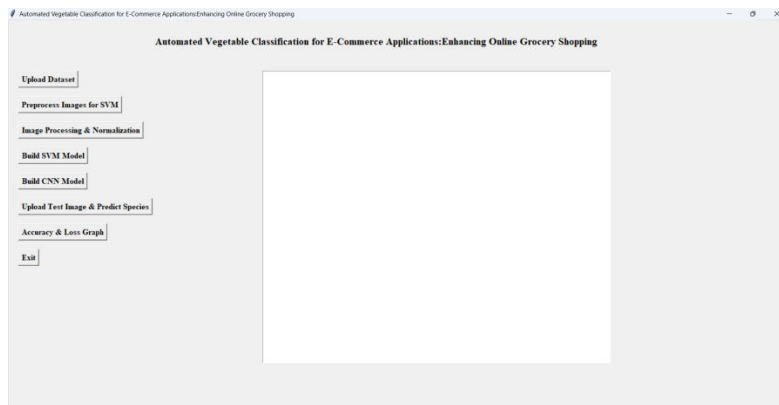 Automated Vegetable Classification for E-Commerce Applications:Enhancing Online Grocery Shopping
Automated Vegetable Classification for E-Commerce Applications:Enhancing Online Grocery Shopping
Upload Dataset
Preprocess Images for SVM
Image Processing & Normalization
Build SVM Model
Build CNN Model
Upload Test Image & Predict Species
Accuracy & Loss Graph
Exit